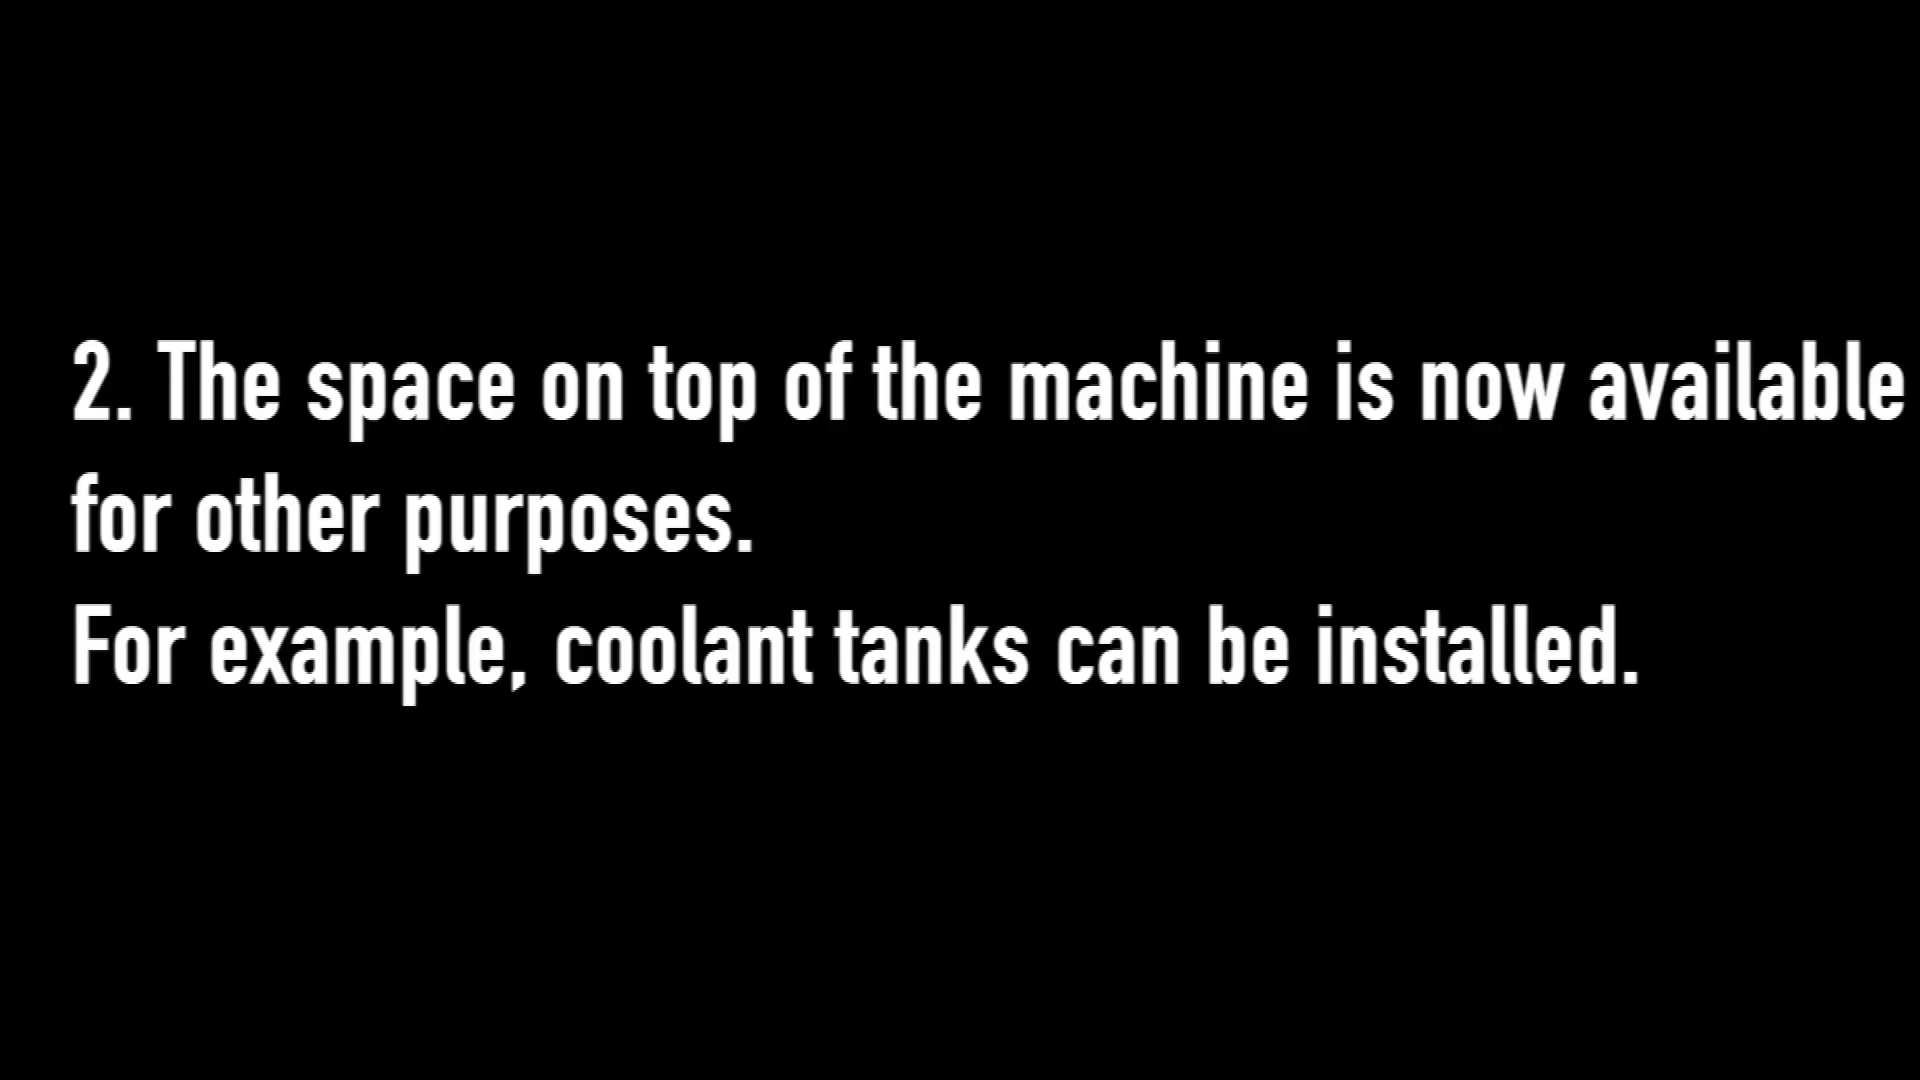 2. The space on top of the machine is now available
for other purposes.
For example, coolant tanks can be installed.